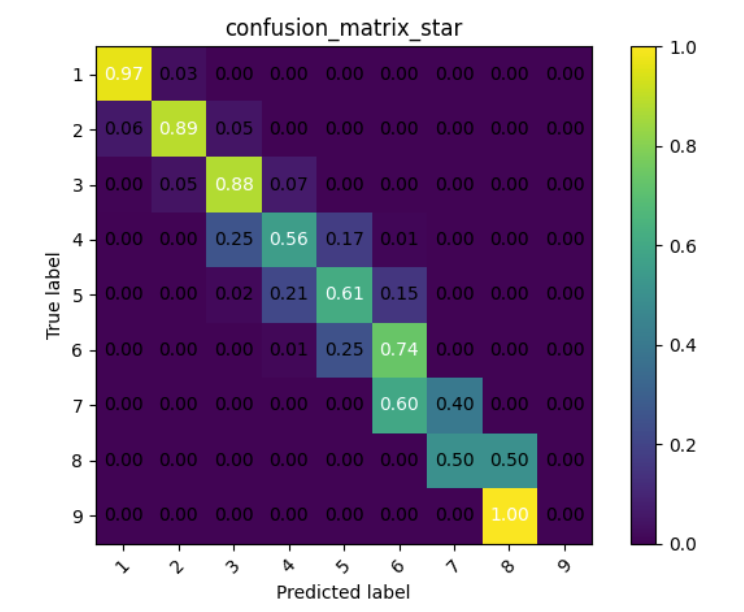 confusion_matrix_star
1 0.97 0.03 0.00 0.00 0.00 0.00 0.00 0.00 0.00
2 0.06 0.89 0.05 0.00 0.00 0.00 0.00 0.00 0.00
3 0.00 0.05 0.88 0.07 0.00 0.00 0.00 0.00 0.00
4 0.00 0.00 0.25 0.56 0.17 0.01 0.00 0.00 0.00
5 0.00 0.00 0.02 0.21 0.61 0.15 0.00 0.00 0.00
6 0.00 0.00 0.00 0.01 0.25 0.74 0.00 0.00 0.00
7 0.00 0.00 0.00 0.00 0.00 0.60 0.40 0.00 0.00
8 0.00 0.00 0.00 0.00 0.00 0.00 0.50 0.50 0.00
9 0.00 0.00 0.00 0.00 0.00 0.00 0.00 1.00 0.00
1 2 3 4 5 6 7 8 9
Predicted label
True label
1.0
0.8
0.6
0.4
0.2
0.0